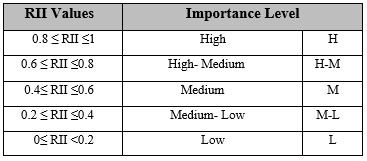 RII Values Importance Level
0.8 ≤ RII ≤1 High H
0.6 ≤ RII ≤0.8 High- Medium H-M
0.4≤ RII ≤0.6 Medium M
0.2 ≤ RII ≤0.4 Medium- Low M-L
0≤ RII <0.2 Low L